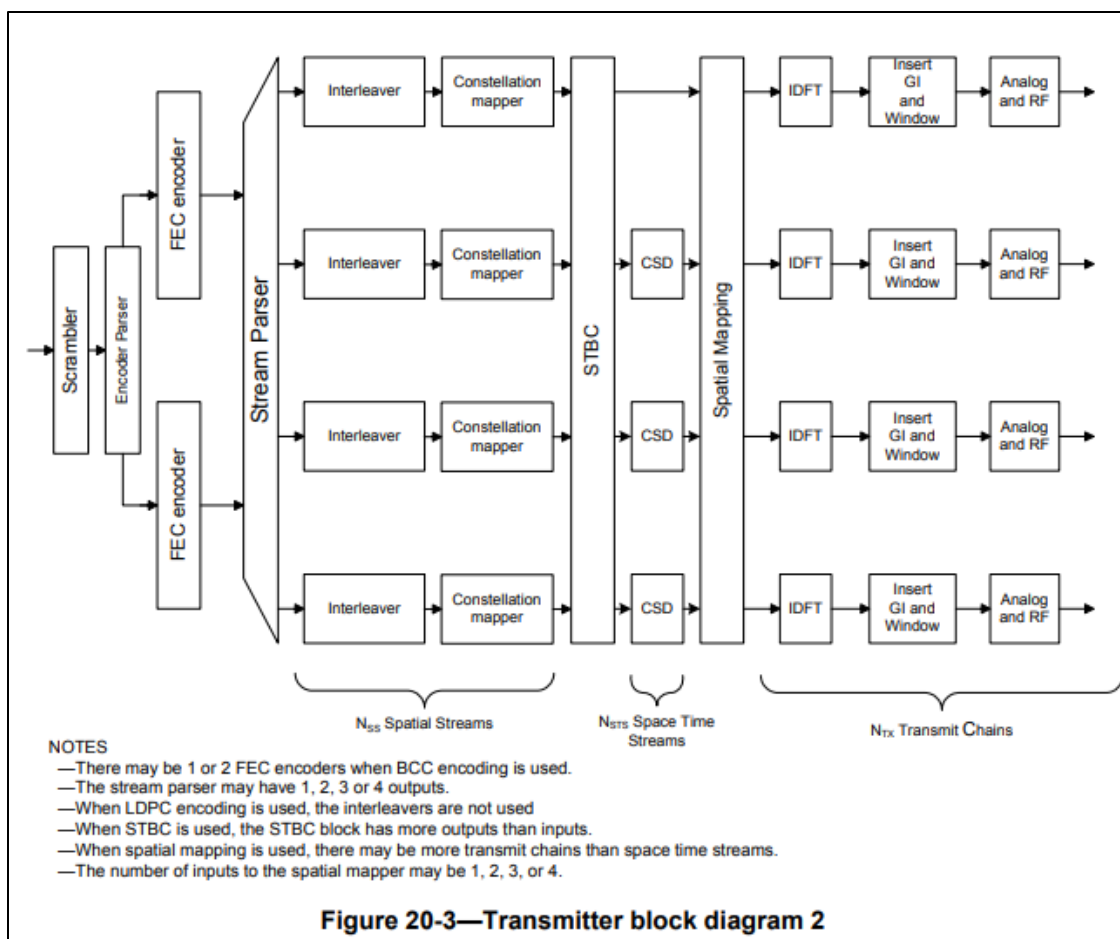 Scrambler
Encoder Parser
FEC encoder
FEC encoder
Stream Parser
Interleaver
Constellation
mapper
Interleaver
Constellation
mapper
Interleaver
Constellation
mapper
Interleaver
Constellation
mapper
STBC
CSD
CSD
CSD
Spatial Mapping
IDFT
Insert
GI
and
Window
Analog
and RF
IDFT
Insert
GI and
Window
Analog
and RF
IDFT
Insert
GI and
Window
Analog
and RF
IDFT
Insert
GI and
Window
Analog
and RF
NSS Spatial Streams
NSTS Space Time
Streams
NTX Transmit Chains
NOTES
—There may be 1 or 2 FEC encoders when BCC encoding is used.
—The stream parser may have 1, 2, 3 or 4 outputs.
—When LDPC encoding is used, the interleavers are not used
—When STBC is used, the STBC block has more outputs than inputs.
—When spatial mapping is used, there may be more transmit chains than space time streams.
—The number of inputs to the spatial mapper may be 1, 2, 3, or 4.
Figure 20-3—Transmitter block diagram 2